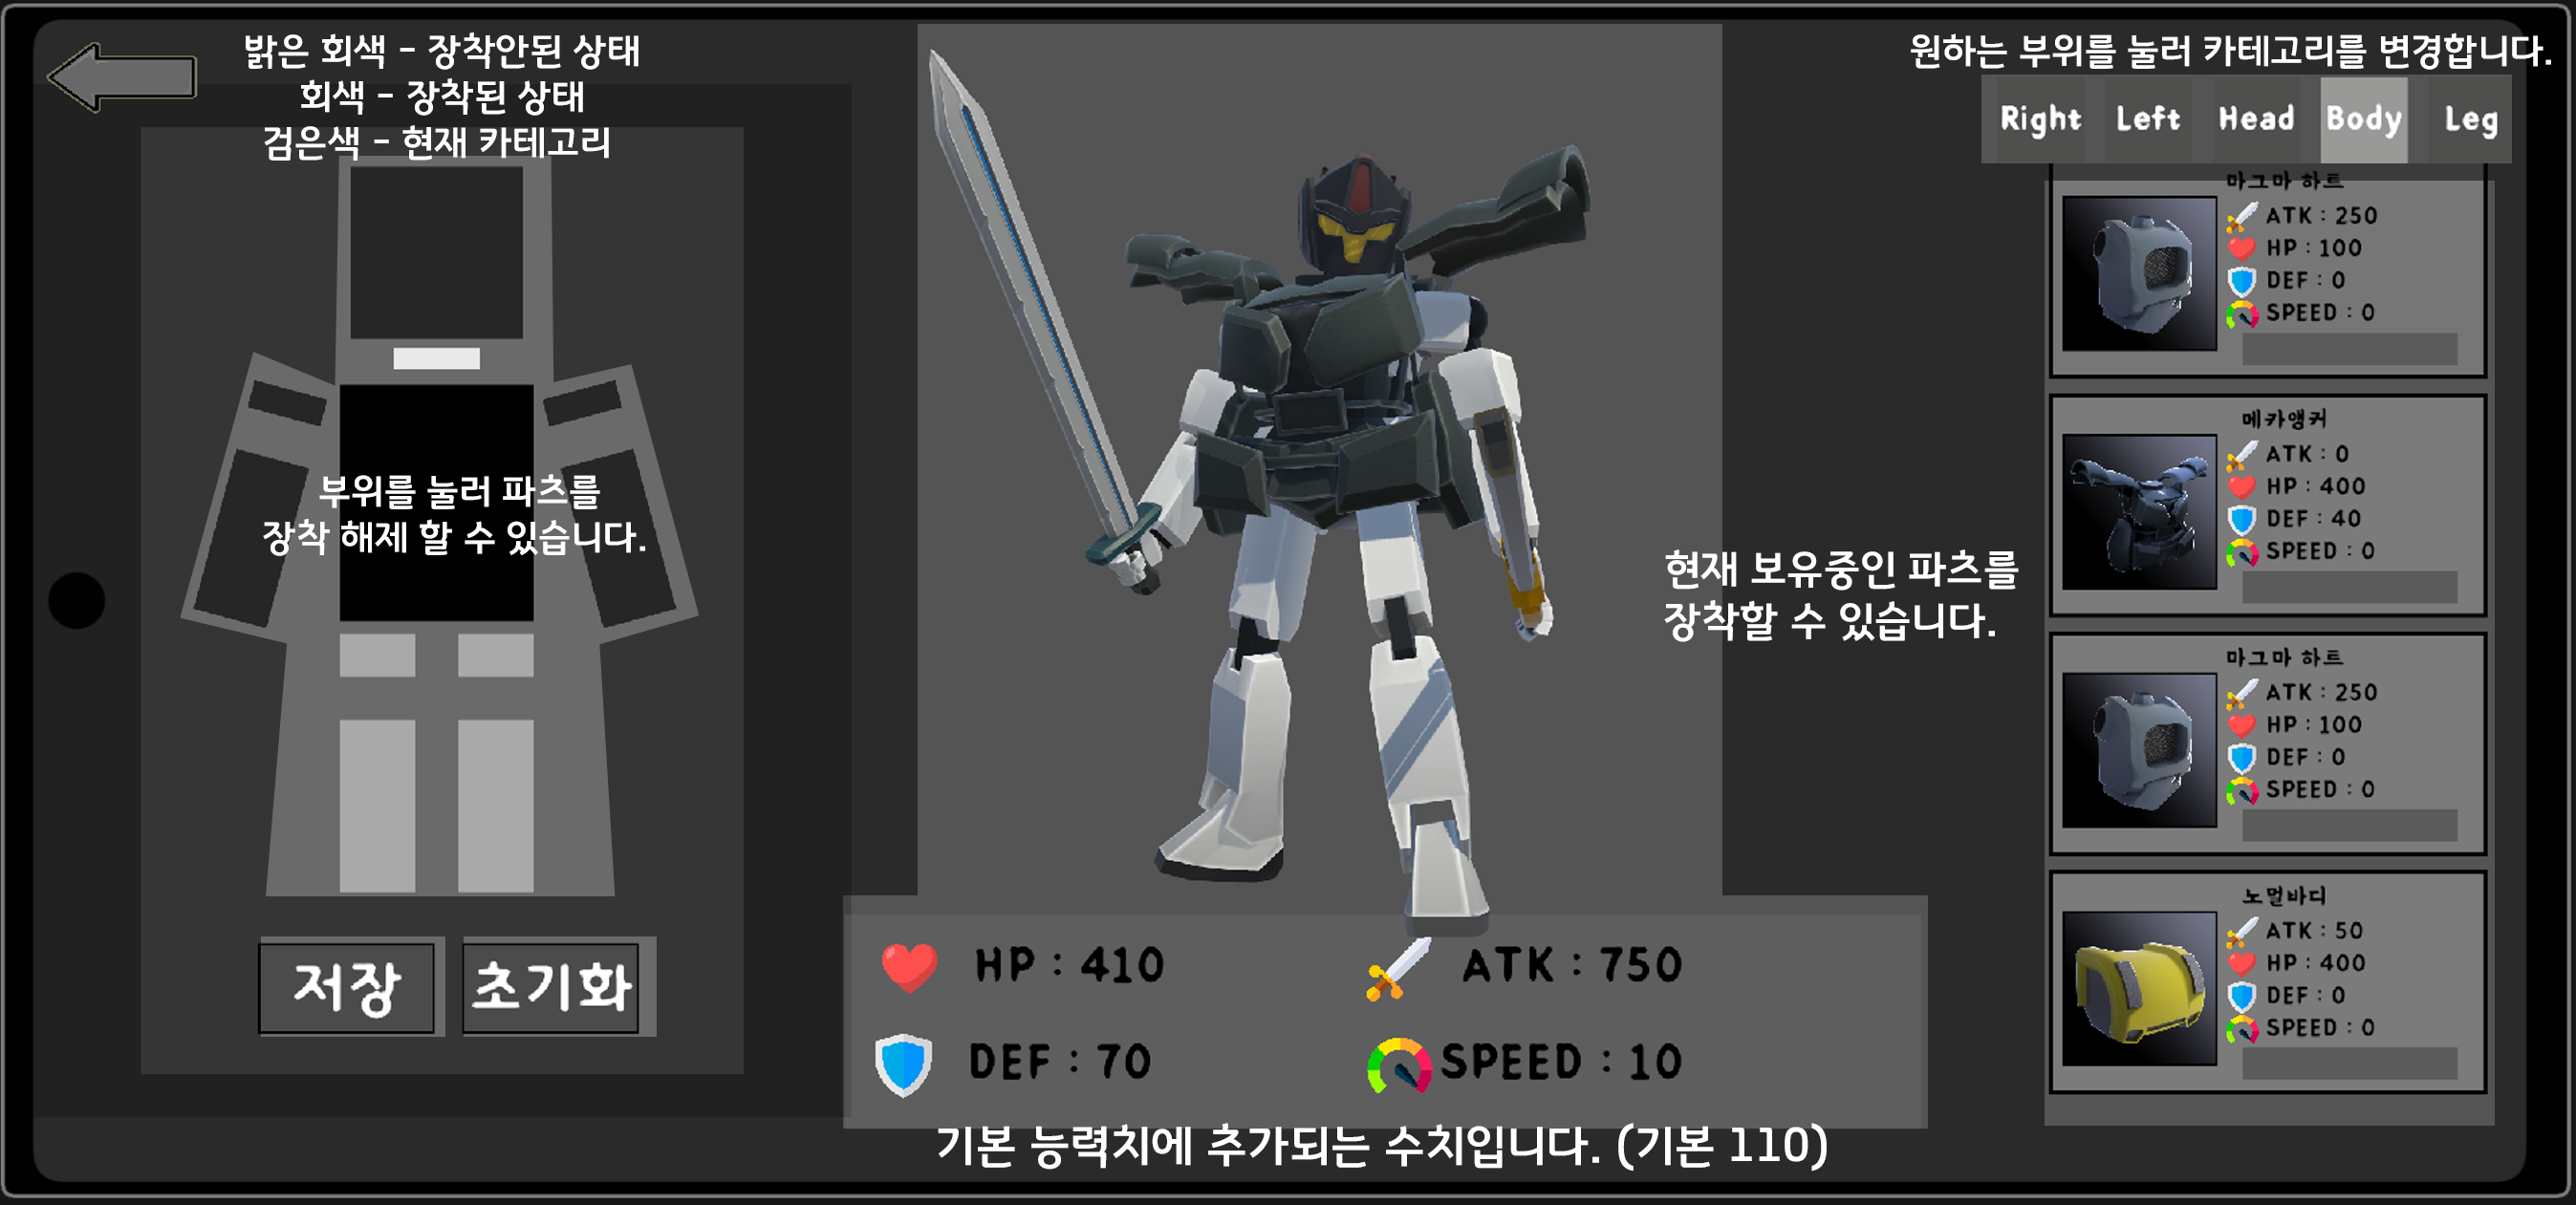 밝은 회색 - 장착안된 상태
회색 - 장착된 상태
검은색 - 현재 카테고리
부위를 눌러 파츠를
장착 해제 할 수 있습니다.
저장
초기화
HP : 410
ATK : 750
DEF : 70
SPEED : 10
기본 능력치에 추가되는 수치입니다. (기본 110)
현재 보유중인 파츠를
장착할 수 있습니다.
원하는 부위를 눌러 카테고리를 변경합니다.
Right
Left
Head
Body
Leg
마그마 하트
ATK : 250
HP : 100
DEF : 0
SPEED : 0
메카앵커
ATK : 0
HP : 400
DEF : 40
SPEED : 0
마그마 하트
ATK : 250
HP : 100
DEF : 0
SPEED : 0
노멀바디
ATK : 50
HP : 400
DEF : 0
SPEED : 0